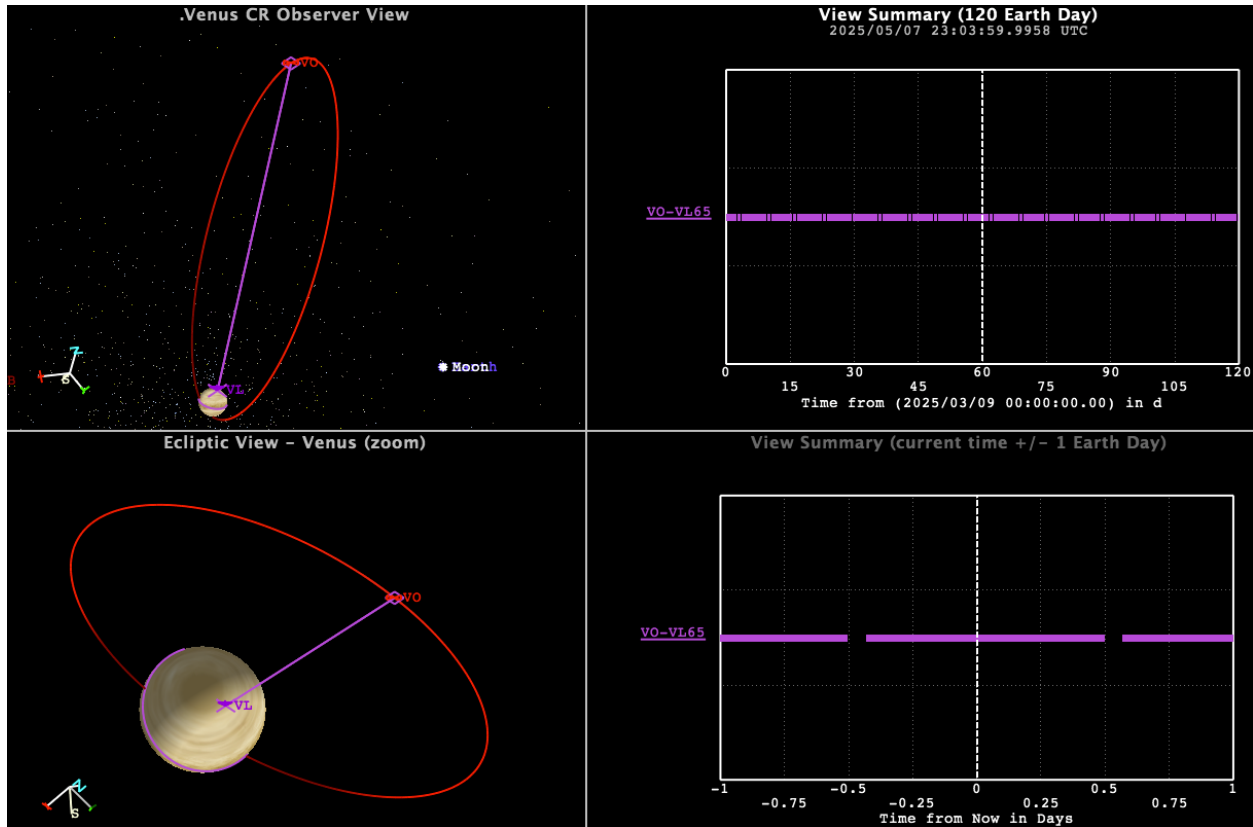 .Venus CR Observer View
VO
VL
Z
S
Y
Moon
View Summary (120 Earth Day)
2025/05/07 23:03:59.9958 UTC
VO-VL65
0 30 60 90 120
15 45 75 105
Time from (2025/03/09 00:00:00.00) in d
Ecliptic View – Venus (zoom)
VO
VL
Z
S
View Summary (current time +/- 1 Earth Day)
VO-VL65
-1 -0.5 0 0.5 1
-0.75 -0.25 0.25 0.75
Time from Now in Days